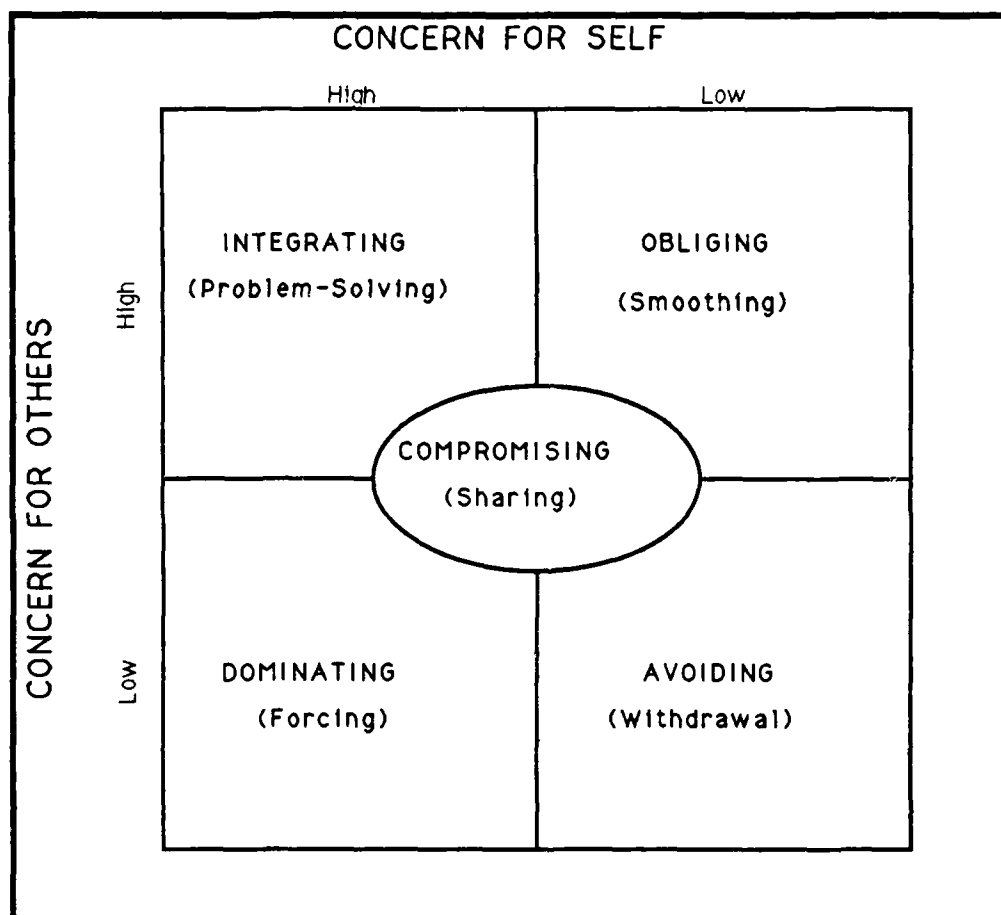 CONCERN FOR SELF
High Low
INTEGRATING OBLIGING
(Problem-Solving) (Smoothing)
High
CONCERN FOR OTHERS
COMPROMISING
(Sharing)
DOMINATING AVOIDING
(Forcing) (Withdrawal)
Low